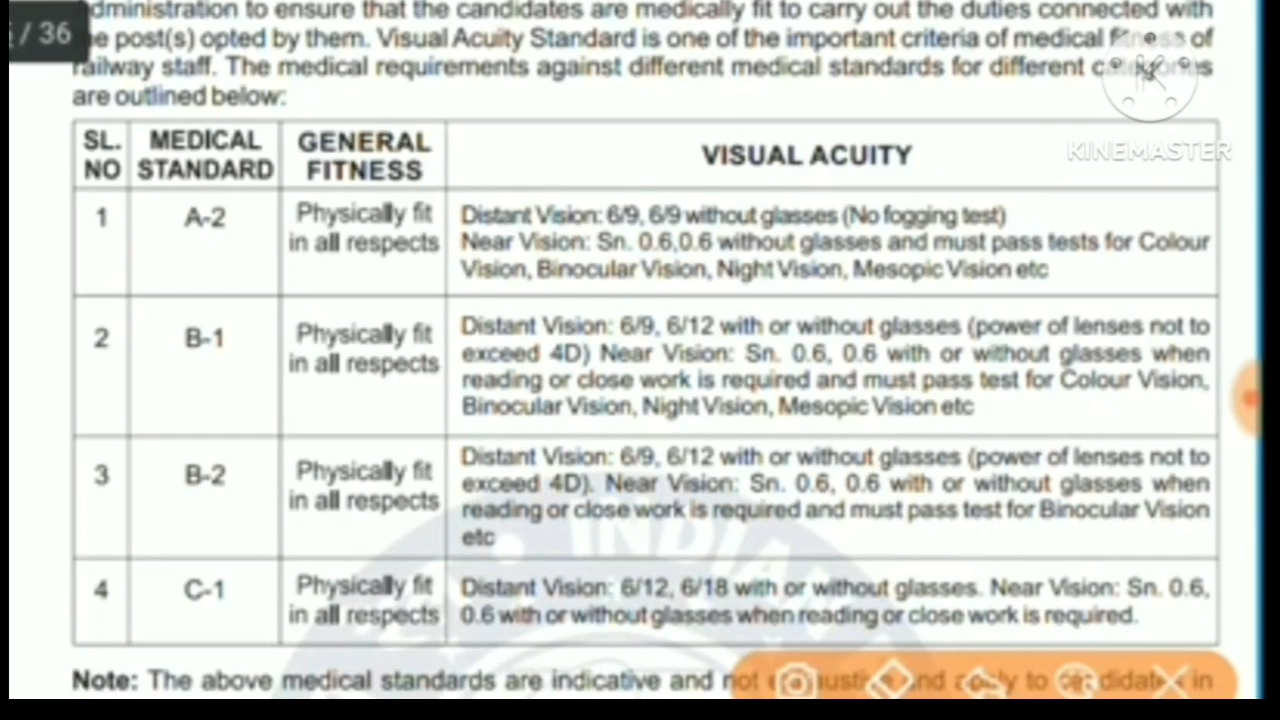 administration to ensure that the candidates are medically fit to carry out the duties connected with
/ 36
e post(s) opted by them. Visual Acuity Standard is one of the important criteria of medical fitness of
railway staff. The medical requirements against different medical standards for different categories
are outlined below:
KINEMASTER
SL. NO
MEDICAL STANDARD
GENERAL FITNESS
VISUAL ACUITY
1
A-2
Physically fit
in all respects
Distant Vision: 6/9, 6/9 without glasses (No fogging test)
Near Vision: Sn. 0.6,0.6 without glasses and must pass tests for Colour
Vision, Binocular Vision, Night Vision, Mesopic Vision etc
2
B-1
Physically fit
in all respects
Distant Vision: 6/9, 6/12 with or without glasses (power of lenses not to
exceed 4D) Near Vision: Sn. 0.6, 0.6 with or without glasses when
reading or close work is required and must pass test for Colour Vision,
Binocular Vision, Night Vision, Mesopic Vision etc
3
B-2
Physically fit
in all respects
Distant Vision: 6/9, 6/12 with or without glasses (power of lenses not to
exceed 4D). Near Vision: Sn. 0.6, 0.6 with or without glasses when
reading or close work is required and must pass test for Binocular Vision
etc
4
C-1
Physically fit
in all respects
Distant Vision: 6/12, 6/18 with or without glasses. Near Vision: Sn. 0.6,
0.6 with or without glasses when reading or close work is required.
INDIA
Note: The above medical standards are indicative and not exhaustive and apply to candidates in